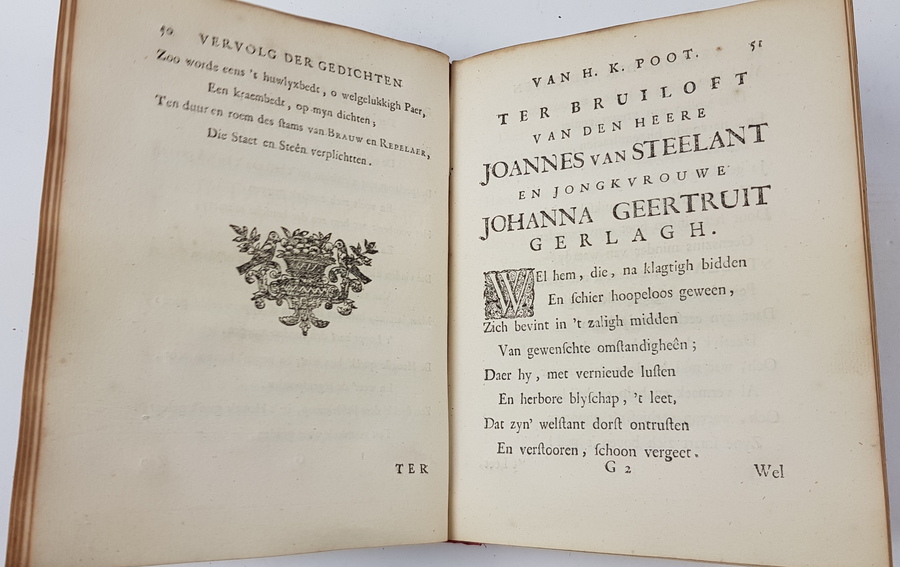 50 VERVOLG DER GEDICHTEN
Zoo worde eens 't huwlyxbedt, o welgelukkigh Paer,
Een kraembedt, op myn dichten;
Ten duur en roem des stams van BRAUW en REPELAER,
Die Staet en Steên verplichtten.
TER
VAN H. K. POOT. 51
TER BRUILOFT
VAN DEN HEERE
JOANNES VAN STEELANT
EN JONGKVROUWE
JOHANNA GEERTRUIT
GERLAGH.
WEl hem, die, na klagtigh bidden
En ſchier hoopeloos geween,
Zich bevint in 't zaligh midden
Van gewenſchte omſtandigheên;
Daer hy, met vernieude luſten
En herbore blyſchap, 't leet,
Dat zyn' welſtant dorſt ontruſten
En verſtooren, ſchoon vergeet.
G 2
Wel